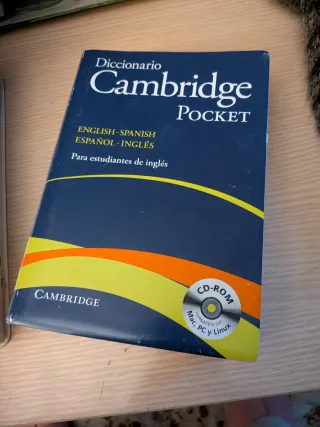 Diccionario
Cambridge
POCKET
ENGLISH-SPANISH
ESPAÑOL-INGLÉS
Para estudiantes de inglés
CAMBRIDGE
CD-ROM
Mac, PC y Linux